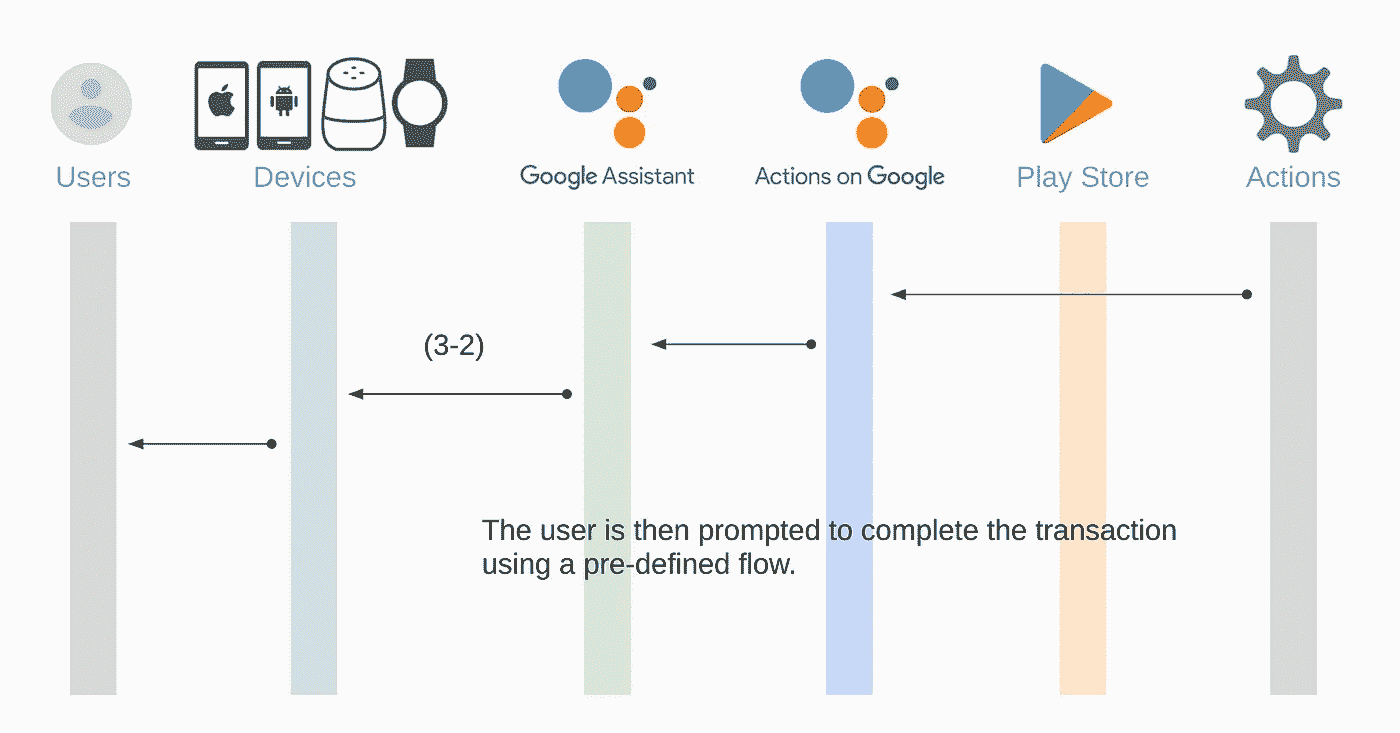 Users
Devices
Google Assistant
Actions on Google
Play Store
Actions
(3-2)
The user is then prompted to complete the transaction
using a pre-defined flow.